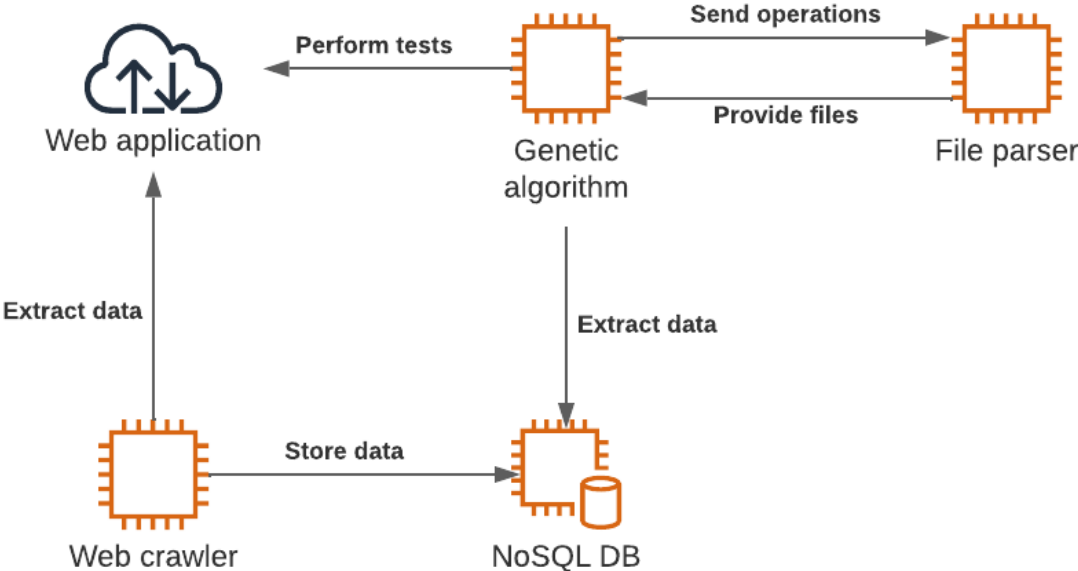 Send operations
Perform tests
Provide files
Web application
Genetic
algorithm
File parser
Extract data
Extract data
Store data
Web crawler
NoSQL DB